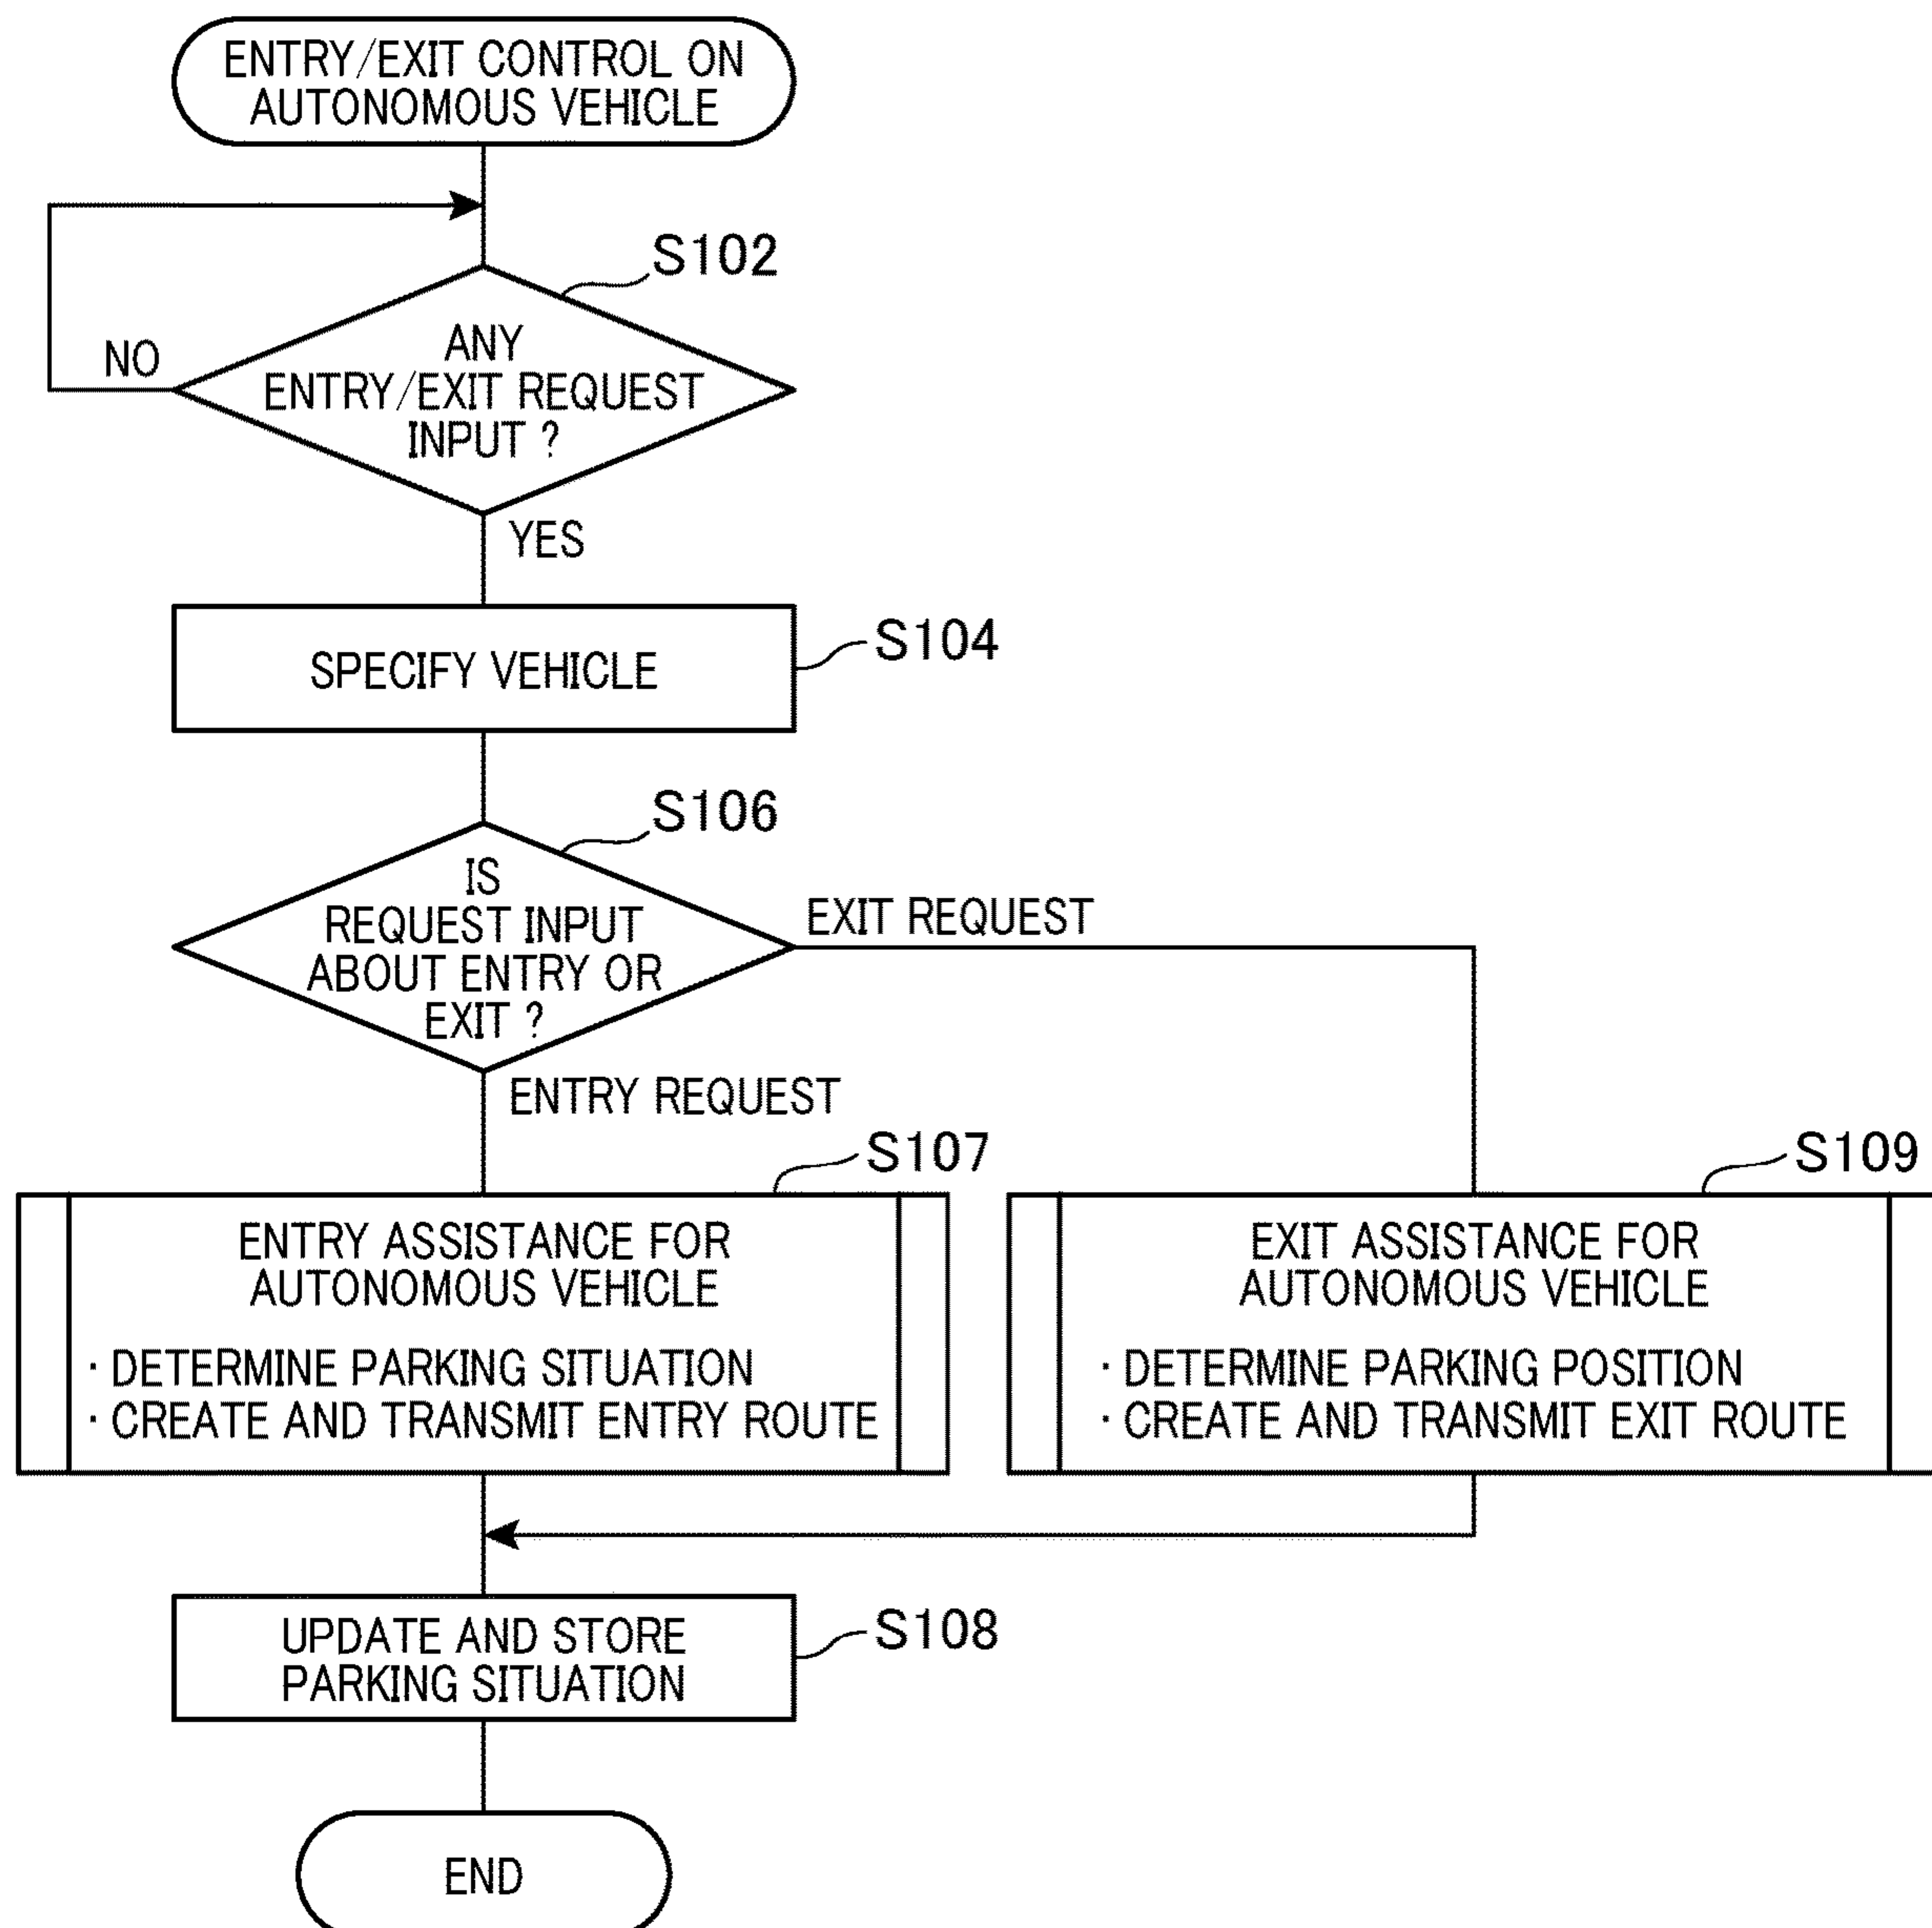 ENTRY/EXIT CONTROL ON
AUTONOMOUS VEHICLE
S102
NO
ANY
ENTRY/EXIT REQUEST
INPUT ?
YES
S104
SPECIFY VEHICLE
S106
IS
REQUEST INPUT
ABOUT ENTRY OR
EXIT ?
EXIT REQUEST
ENTRY REQUEST
S107
ENTRY ASSISTANCE FOR
AUTONOMOUS VEHICLE
· DETERMINE PARKING SITUATION
· CREATE AND TRANSMIT ENTRY ROUTE
S109
EXIT ASSISTANCE FOR
AUTONOMOUS VEHICLE
· DETERMINE PARKING POSITION
· CREATE AND TRANSMIT EXIT ROUTE
S108
UPDATE AND STORE
PARKING SITUATION
END